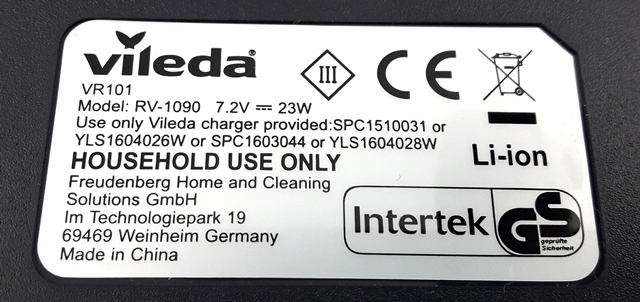 vileda
VR101
Model: RV-1090 7.2V ⎓ 23W
Use only Vileda charger provided:SPC1510031 or
YLS1604026W or SPC1603044 or YLS1604028W
HOUSEHOLD USE ONLY
Freudenberg Home and Cleaning
Solutions GmbH
Im Technologiepark 19
69469 Weinheim Germany
Made in China
III
CE
Li-ion
Intertek
GS
geprüfte
Sicherheit